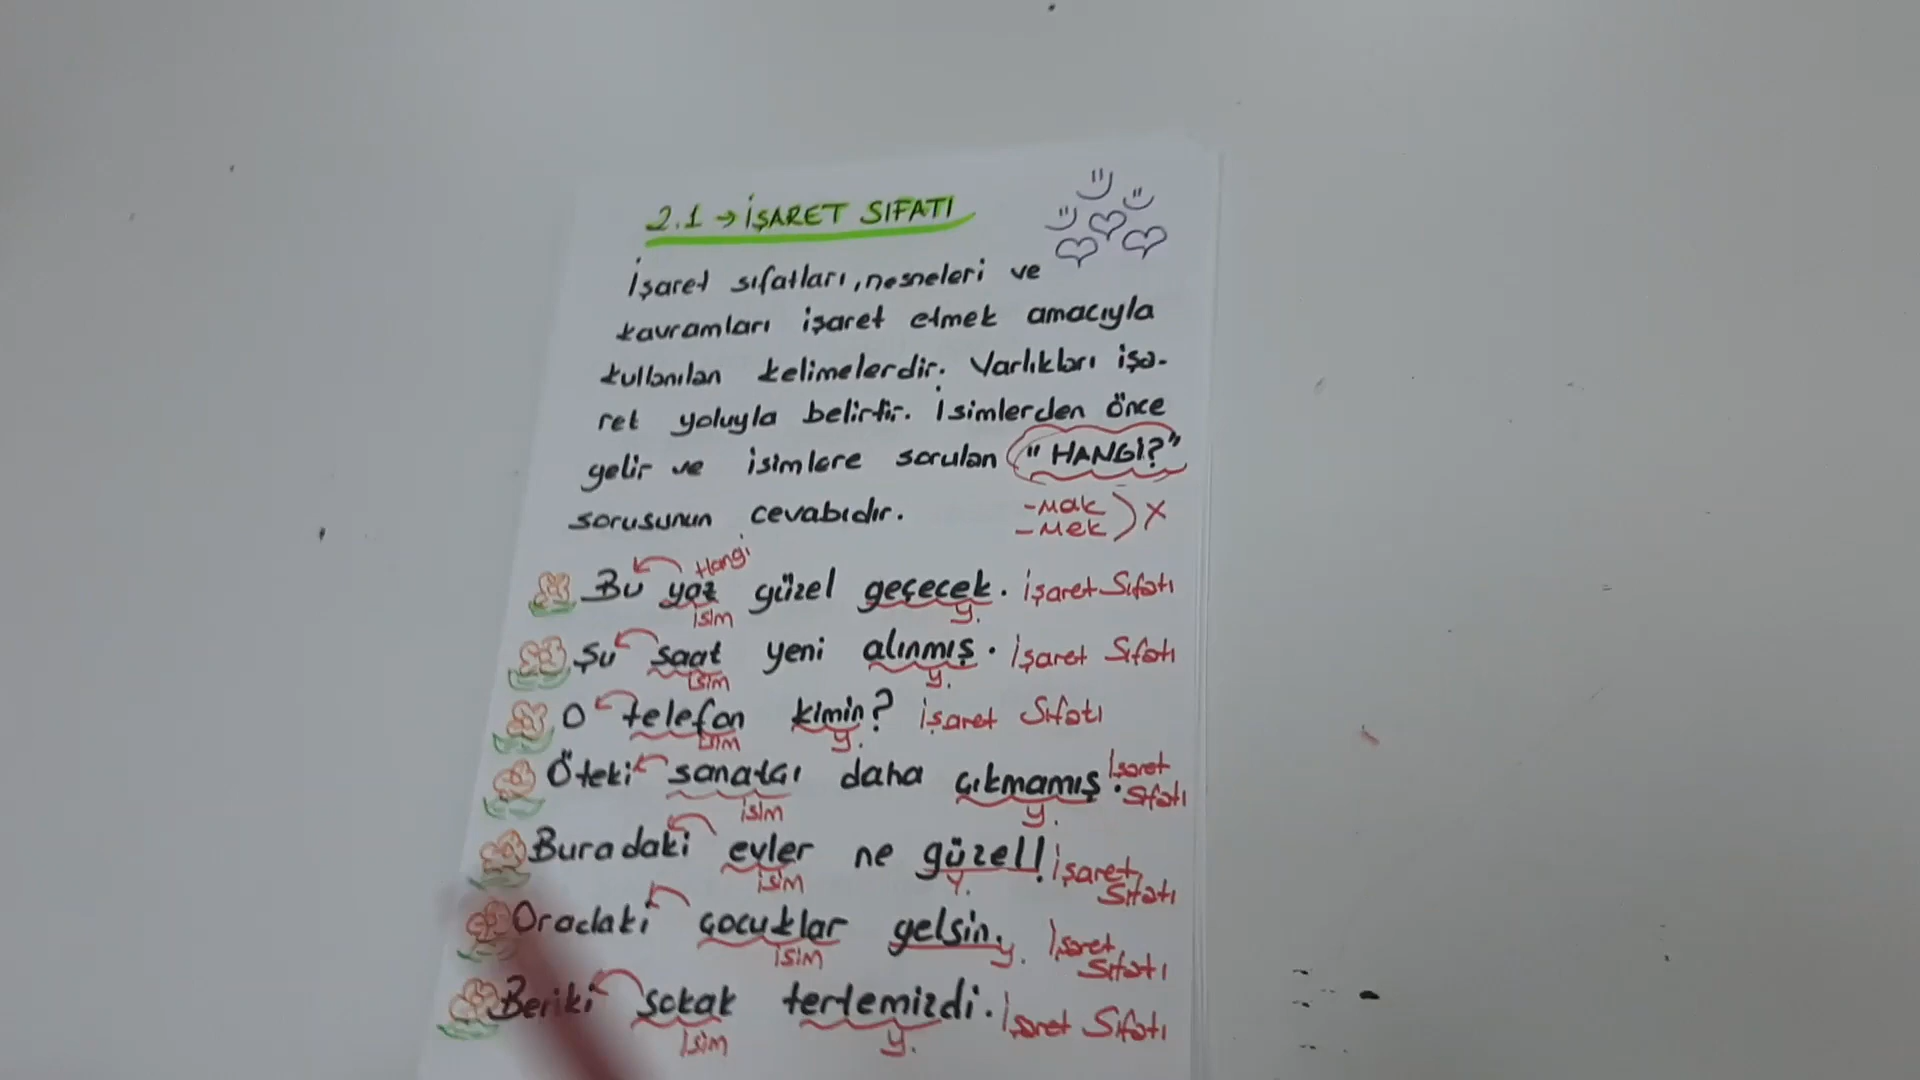 2.1 → İŞARET SIFATI
İşaret sıfatları, nesneleri ve
kavramları işaret etmek amacıyla
kullanılan kelimelerdir. Varlıkları işa-
ret yoluyla belirtir. İsimlerden önce
gelir ve isimlere sorulan "HANGİ?"
sorusunun cevabıdır.
-mak
-mek ) X
Hangi
Bu yaz güzel geçecek. İşaret Sıfatı
isim y.
Şu saat yeni alınmış. İşaret Sıfatı
isim y.
O telefon kimin? İşaret Sıfatı
isim y.
Öteki sanatçı daha çıkmamış. İşaret Sıfatı
isim y.
Buradaki evler ne güzel! İşaret Sıfatı
isim y.
Oradaki çocuklar gelsin. İşaret Sıfatı
isim y.
Beriki sokak tertemizdi. İşaret Sıfatı
isim y.